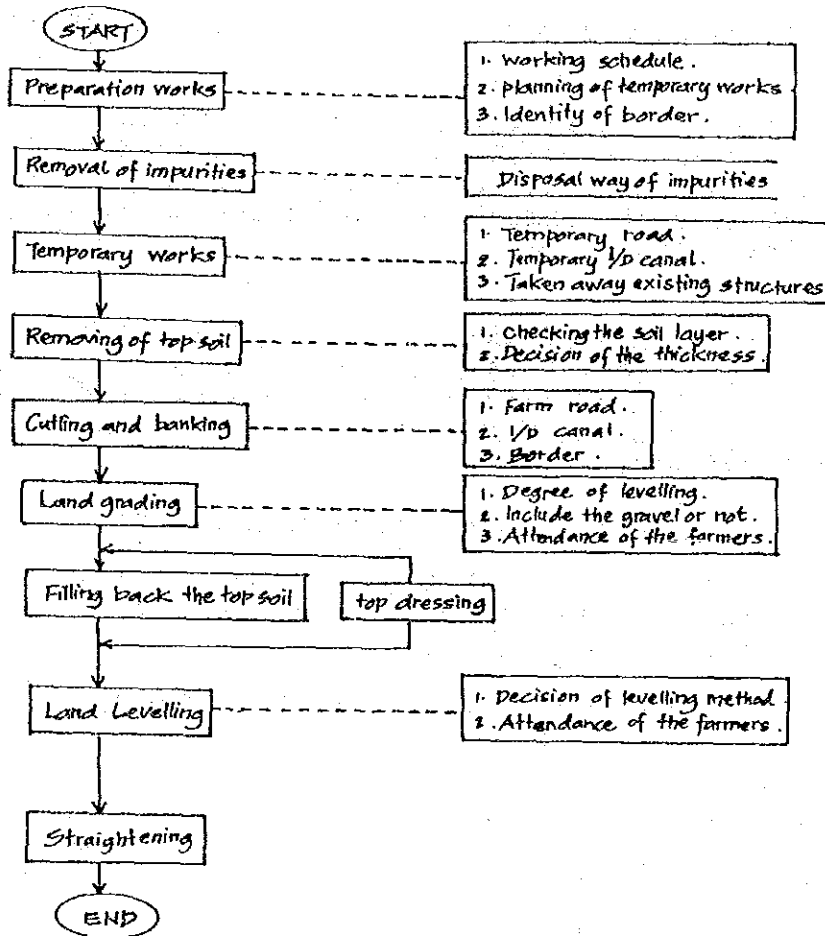 START
Preparation works
1. Working schedule.
2. planning of temporary works
3. Identity of border.
Removal of impurities
Disposal way of impurities
Temporary works
1. Temporary road.
2. Temporary I/D canal.
3. Taken away existing structures
Removing of top soil
1. Checking the soil layer.
2. Decision of the thickness.
Cutting and banking
1. Farm road.
2. I/D canal.
3. Border.
Land grading
1. Degree of levelling.
2. Include the gravel or not.
3. Attendance of the farmers.
Filling back the top soil
top dressing
Land Levelling
1. Decision of levelling method
2. Attendance of the farmers.
Straightening
END